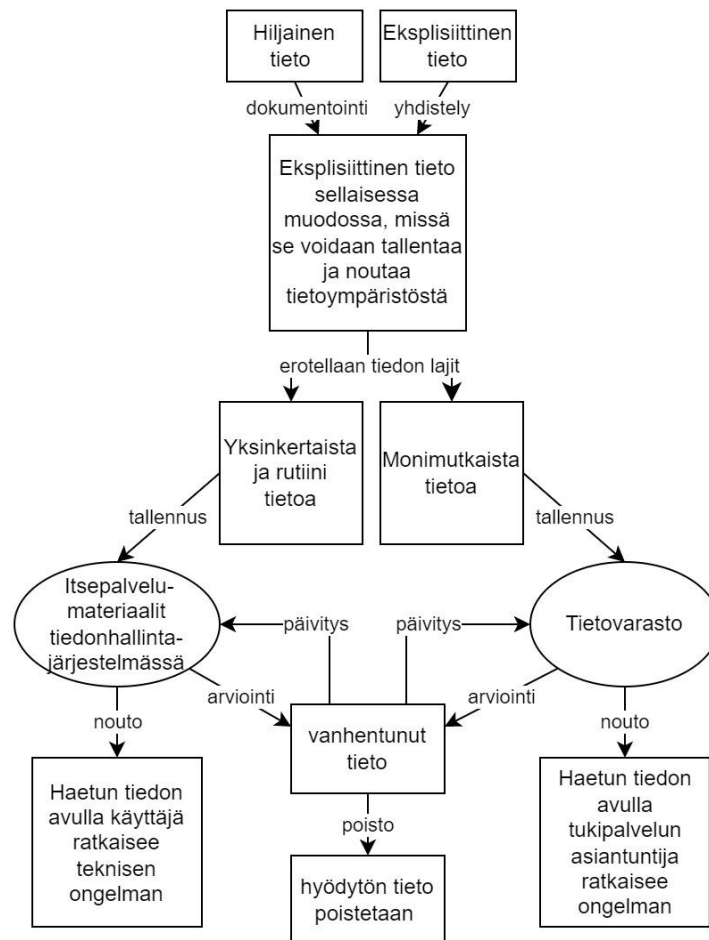 Hiljainen
tieto
Eksplisiittinen
tieto
dokumentointi
yhdistely
Eksplisiittinen tieto
sellaisessa
muodossa, missä
se voidaan tallentaa
ja noutaa
tietoympäristöstä
erotellaan tiedon lajit
Yksinkertaista
ja rutiini
tietoa
Monimutkaista
tietoa
tallennus
tallennus
Itsepalvelu-
materiaalit
tiedonhallinta-
järjestelmässä
päivitys
päivitys
Tietovarasto
arviointi
arviointi
nouto
vanhentunut
tieto
nouto
Haetun tiedon
avulla käyttäjä
ratkaisee
teknisen
ongelman
poisto
hyödytön tieto
poistetaan
Haetun tiedon
avulla
tukipalvelun
asiantuntija
ratkaisee
ongelman